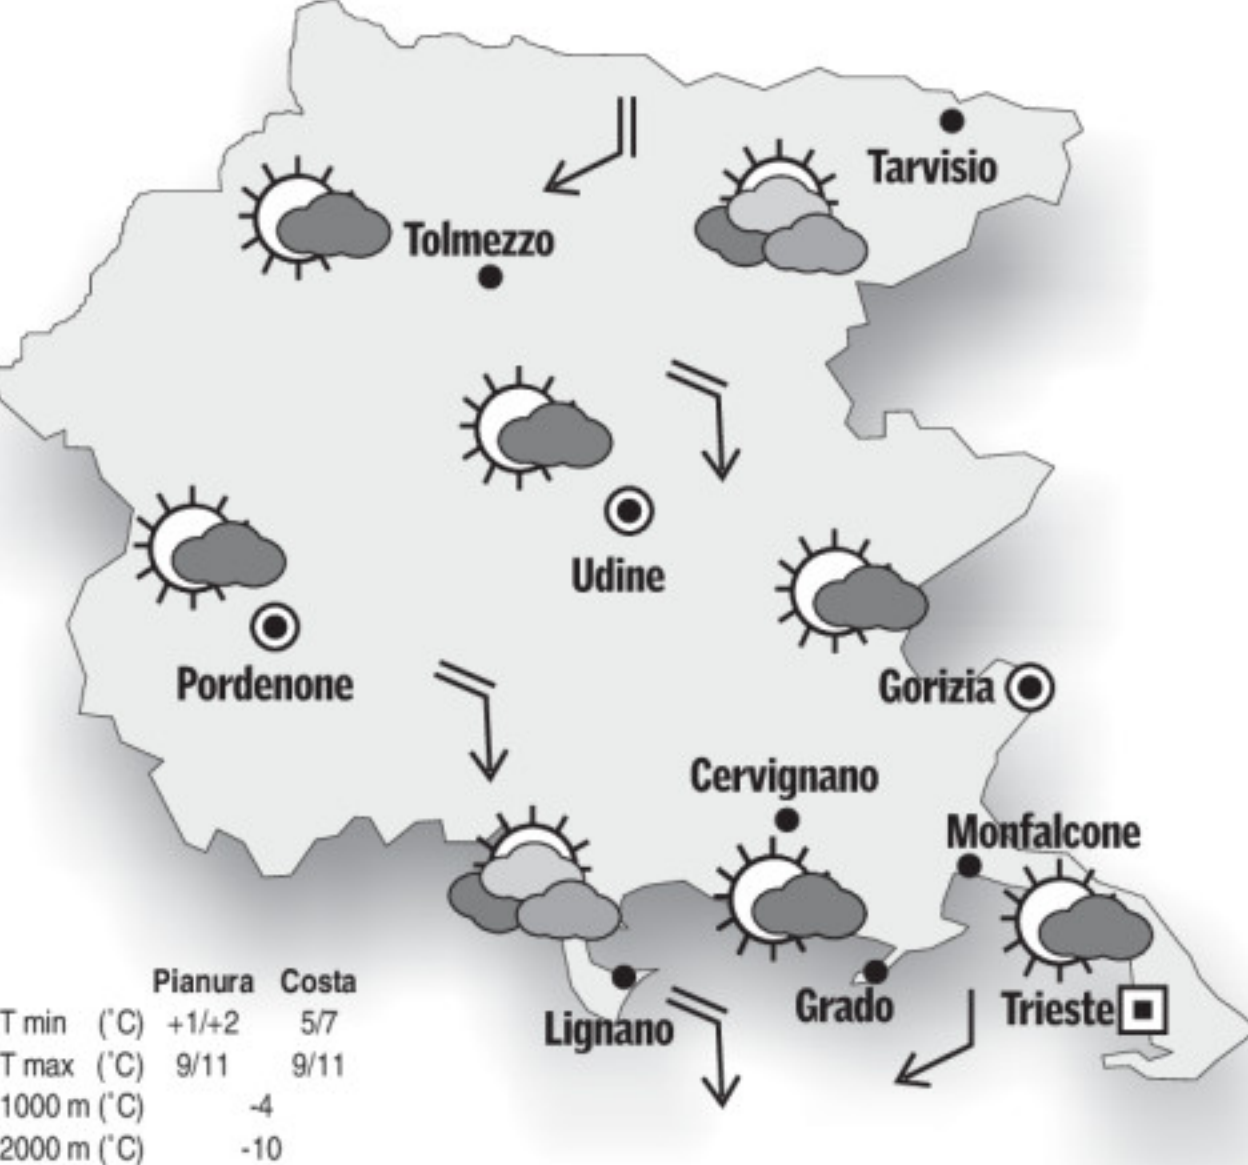 Tarvisio
Tolmezzo
Udine
Pordenone
Gorizia
Cervignano
Monfalcone
Grado
Trieste
Lignano
Pianura Costa
T min (˚C) +1/+2 5/7
T max (˚C) 9/11 9/11
1000 m (˚C) -4
2000 m (˚C) -10